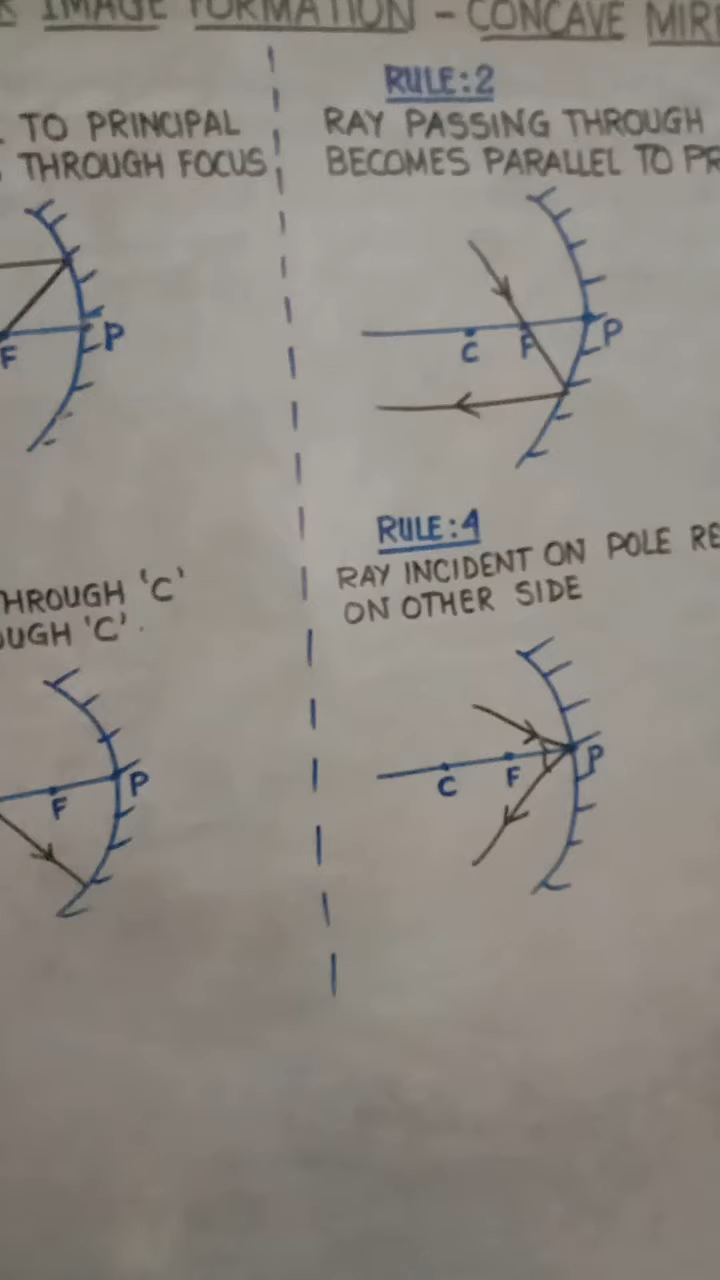 IMAGE FORMATION - CONCAVE
RULE:2
TO PRINCIPAL
THROUGH FOCUS
RAY PASSING THROUGH
BECOMES PARALLEL TO
P
F
C
F
P
RULE:4
THROUGH 'C'
'C'.
RAY INCIDENT ON POLE
ON OTHER SIDE
P
F
C
F
P